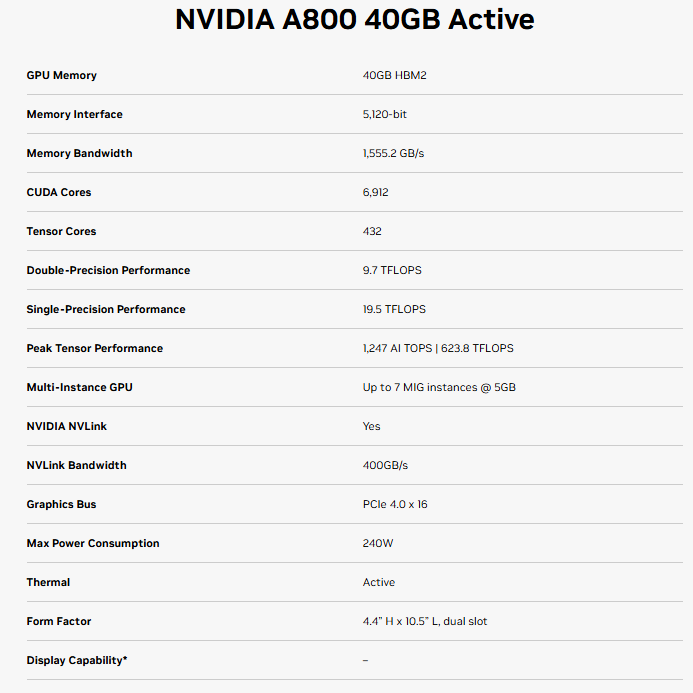 NVIDIA A800 40GB Active
GPU Memory 40GB HBM2
Memory Interface 5,120-bit
Memory Bandwidth 1,555.2 GB/s
CUDA Cores 6,912
Tensor Cores 432
Double-Precision Performance 9.7 TFLOPS
Single-Precision Performance 19.5 TFLOPS
Peak Tensor Performance 1,247 AI TOPS | 623.8 TFLOPS
Multi-Instance GPU Up to 7 MIG instances @ 5GB
NVIDIA NVLink Yes
NVLink Bandwidth 400GB/s
Graphics Bus PCIe 4.0 x 16
Max Power Consumption 240W
Thermal Active
Form Factor 4.4” H x 10.5” L, dual slot
Display Capability* –